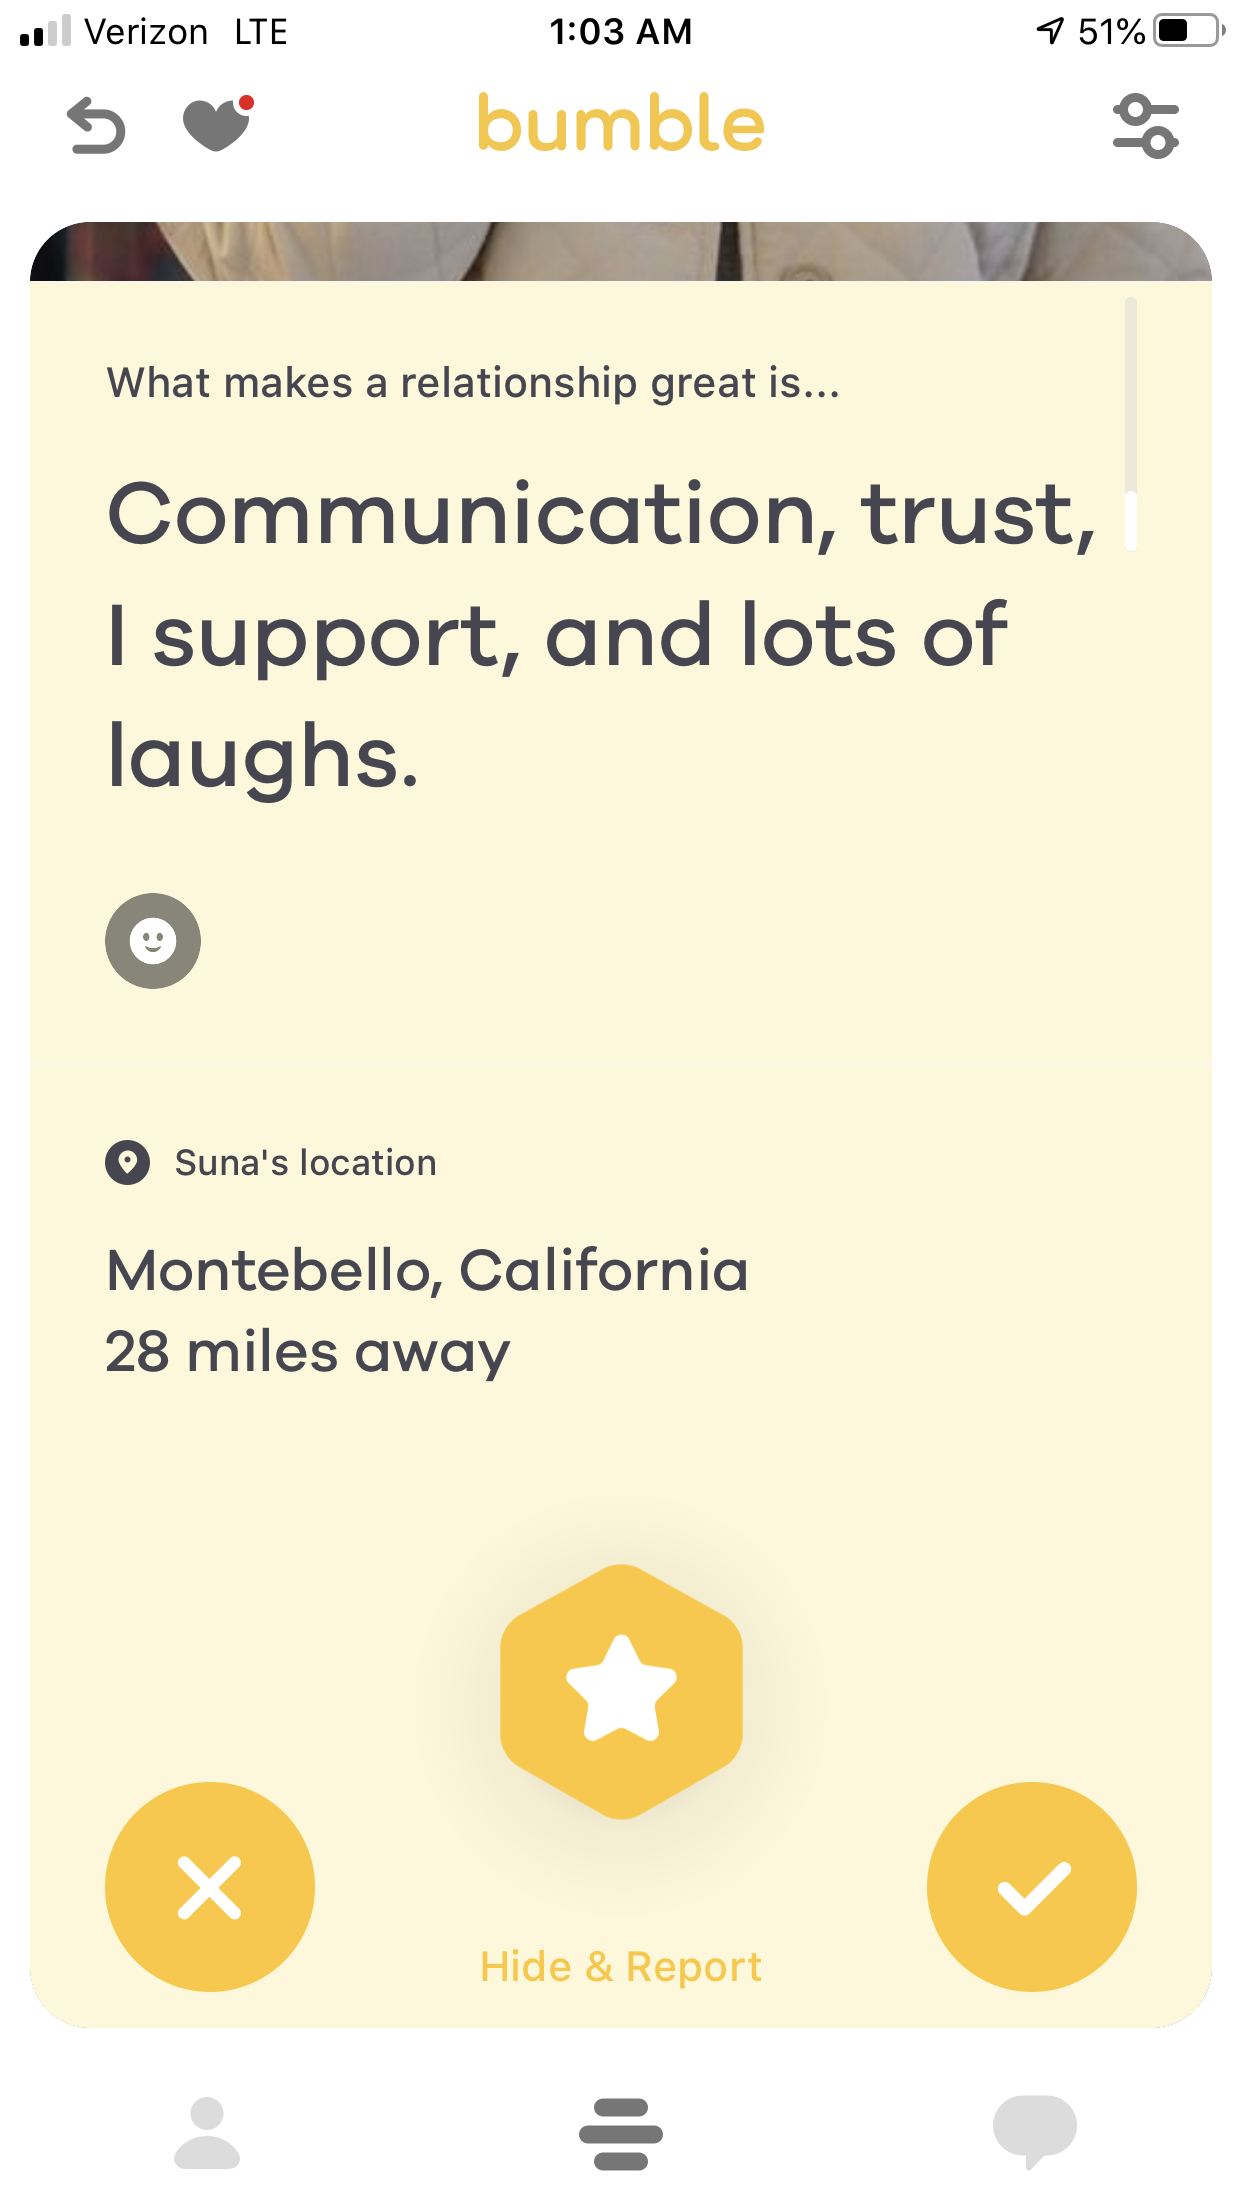 Verizon LTE 1:03 AM 51%
bumble
What makes a relationship great is...
Communication, trust,
I support, and lots of
laughs.
Suna's location
Montebello, California
28 miles away
Hide & Report